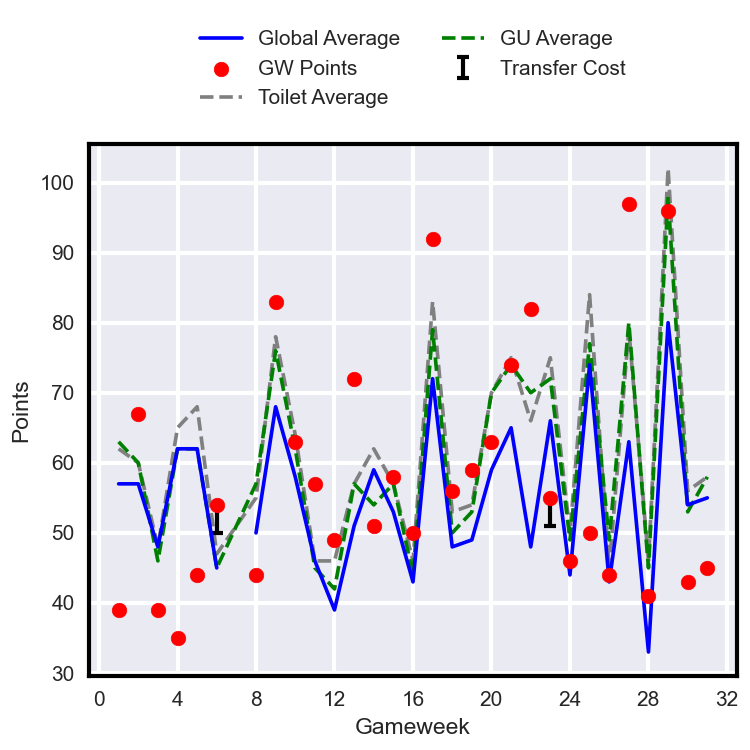 Global Average
GW Points
Toilet Average
GU Average
Transfer Cost
Points
100
90
80
70
60
50
40
30
0 4 8 12 16 20 24 28 32
Gameweek